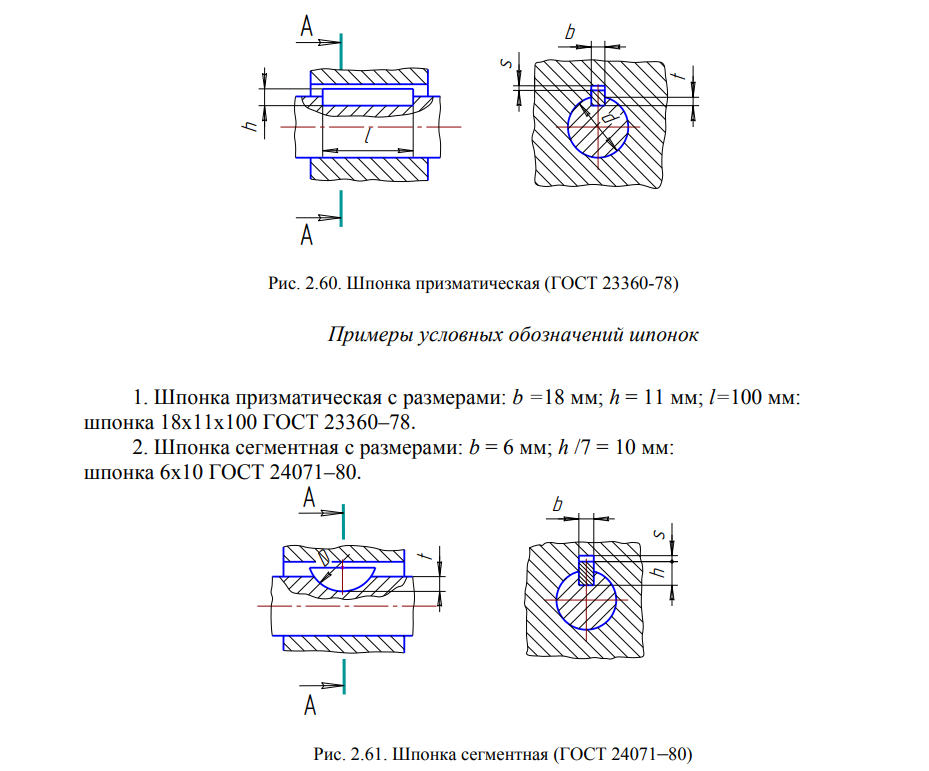 А
b
s
t
h
l
d
А
Рис. 2.60. Шпонка призматическая (ГОСТ 23360-78)
Примеры условных обозначений шпонок
1. Шпонка призматическая с размерами: b =18 мм; h = 11 мм; l=100 мм:
шпонка 18х11х100 ГОСТ 23360–78.
2. Шпонка сегментная с размерами: b = 6 мм; h /7 = 10 мм:
шпонка 6х10 ГОСТ 24071–80.
А
b
D
t
s
h
А
Рис. 2.61. Шпонка сегментная (ГОСТ 24071–80)